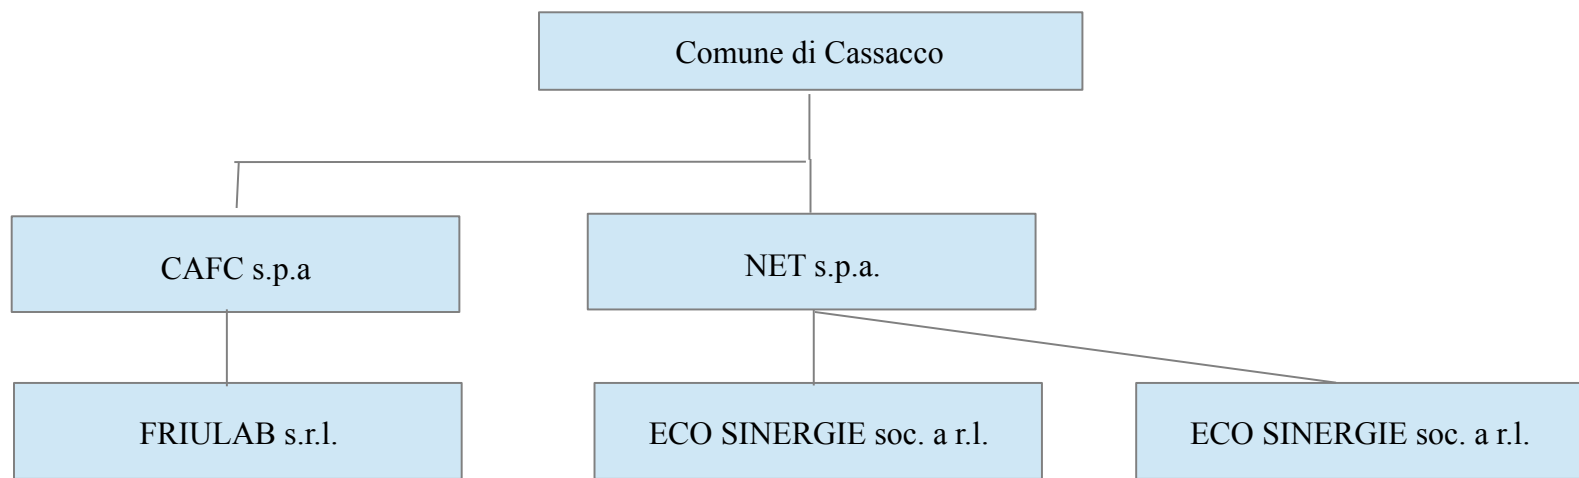 Comune di Cassacco
CAFC s.p.a
NET s.p.a.
FRIULAB s.r.l.
ECO SINERGIE soc. a r.l.
ECO SINERGIE soc. a r.l.